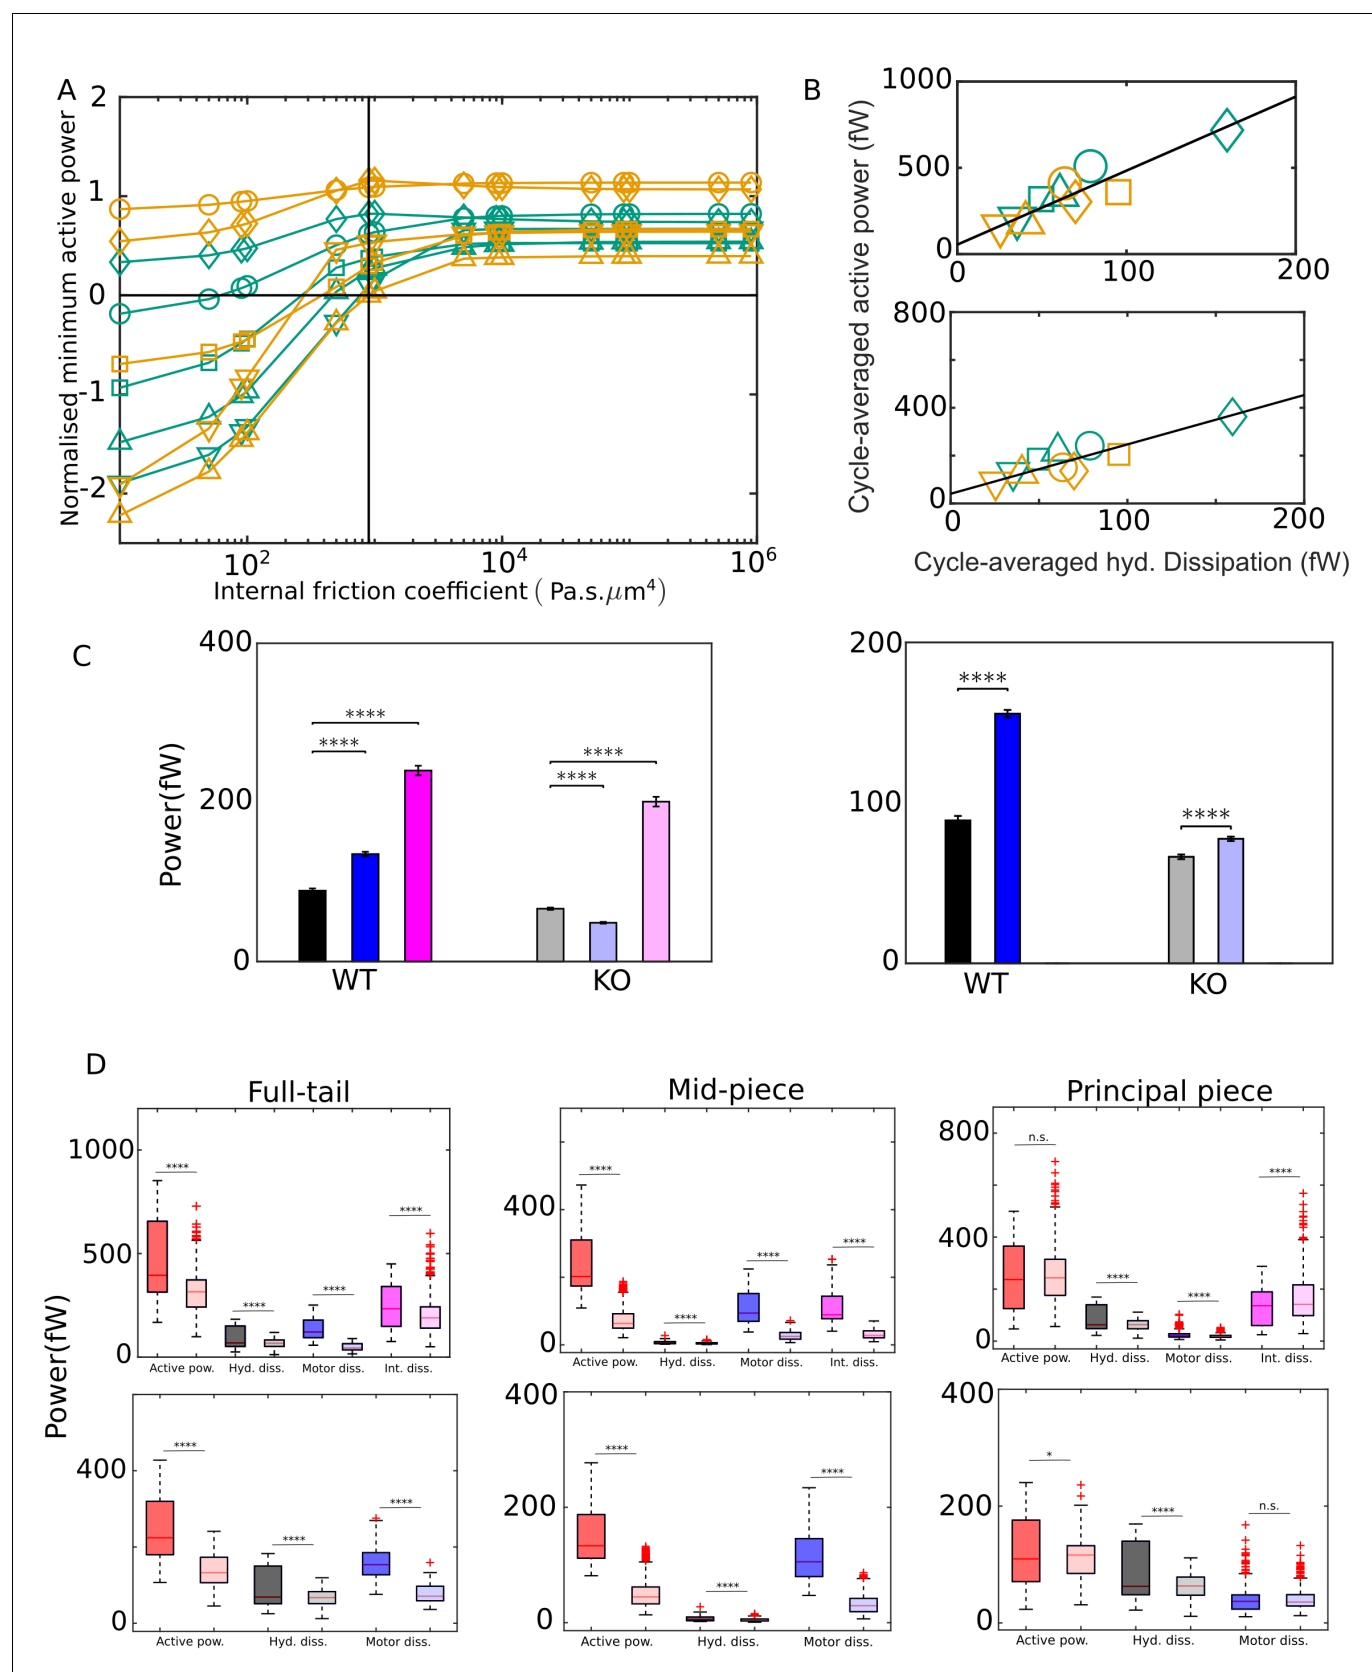 A
Normalised minimum active power
2
1
0
-1
-2
10²
10⁴
10⁶
Internal friction coefficient ( Pa.s.μm⁴)
B
Cycle-averaged active power (fW)
1000
500
0
0
100
200
800
400
0
0
100
200
Cycle-averaged hyd. Dissipation (fW)
C
Power(fW)
400
200
0
****
****
****
****
WT
KO
200
100
0
****
****
WT
KO
D
Power(fW)
Full-tail
1000
500
0
****
****
****
****
Active pow.
Hyd. diss.
Motor diss.
Int. diss.
Mid-piece
400
0
****
****
****
****
Active pow.
Hyd. diss.
Motor diss.
Int. diss.
Principal piece
800
400
0
n.s.
****
****
****
Active pow.
Hyd. diss.
Motor diss.
Int. diss.
400
0
****
****
****
Active pow.
Hyd. diss.
Motor diss.
400
200
0
****
****
****
Active pow.
Hyd. diss.
Motor diss.
400
200
0
*
****
n.s.
Active pow.
Hyd. diss.
Motor diss.